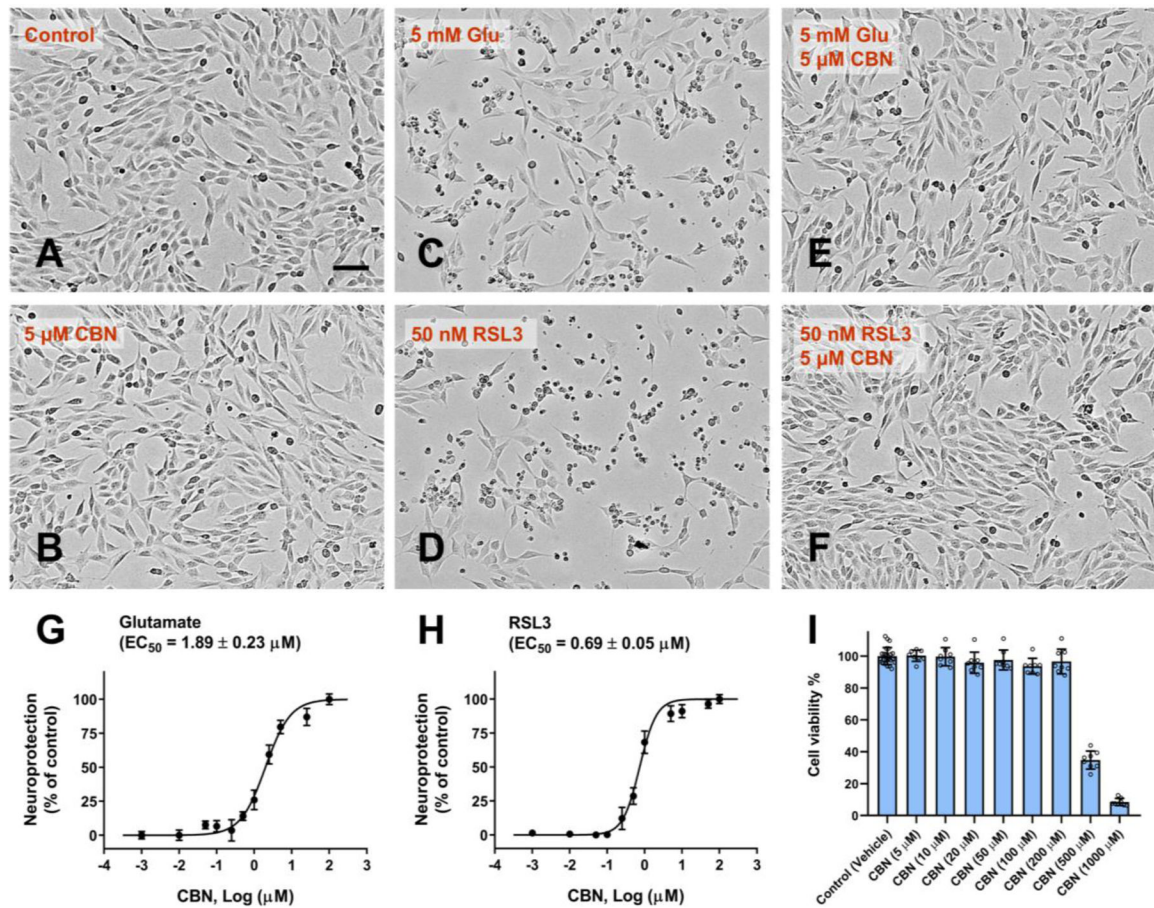 Control
A
5 mM Glu
C
5 mM Glu
5 µM CBN
E
5 µM CBN
B
50 nM RSL3
D
50 nM RSL3
5 µM CBN
F
G
Glutamate
(EC50 = 1.89 ± 0.23 µM)
Neuroprotection
(% of control)
100
75
50
25
0
-4 -3 -2 -1 0 1 2 3
CBN, Log (µM)
H
RSL3
(EC50 = 0.69 ± 0.05 µM)
Neuroprotection
(% of control)
100
75
50
25
0
-4 -3 -2 -1 0 1 2 3
CBN, Log (µM)
I
Cell viability %
120
100
80
60
40
20
0
Control (Vehicle)
CBN (5 µM)
CBN (10 µM)
CBN (20 µM)
CBN (50 µM)
CBN (100 µM)
CBN (200 µM)
CBN (500 µM)
CBN (1000 µM)